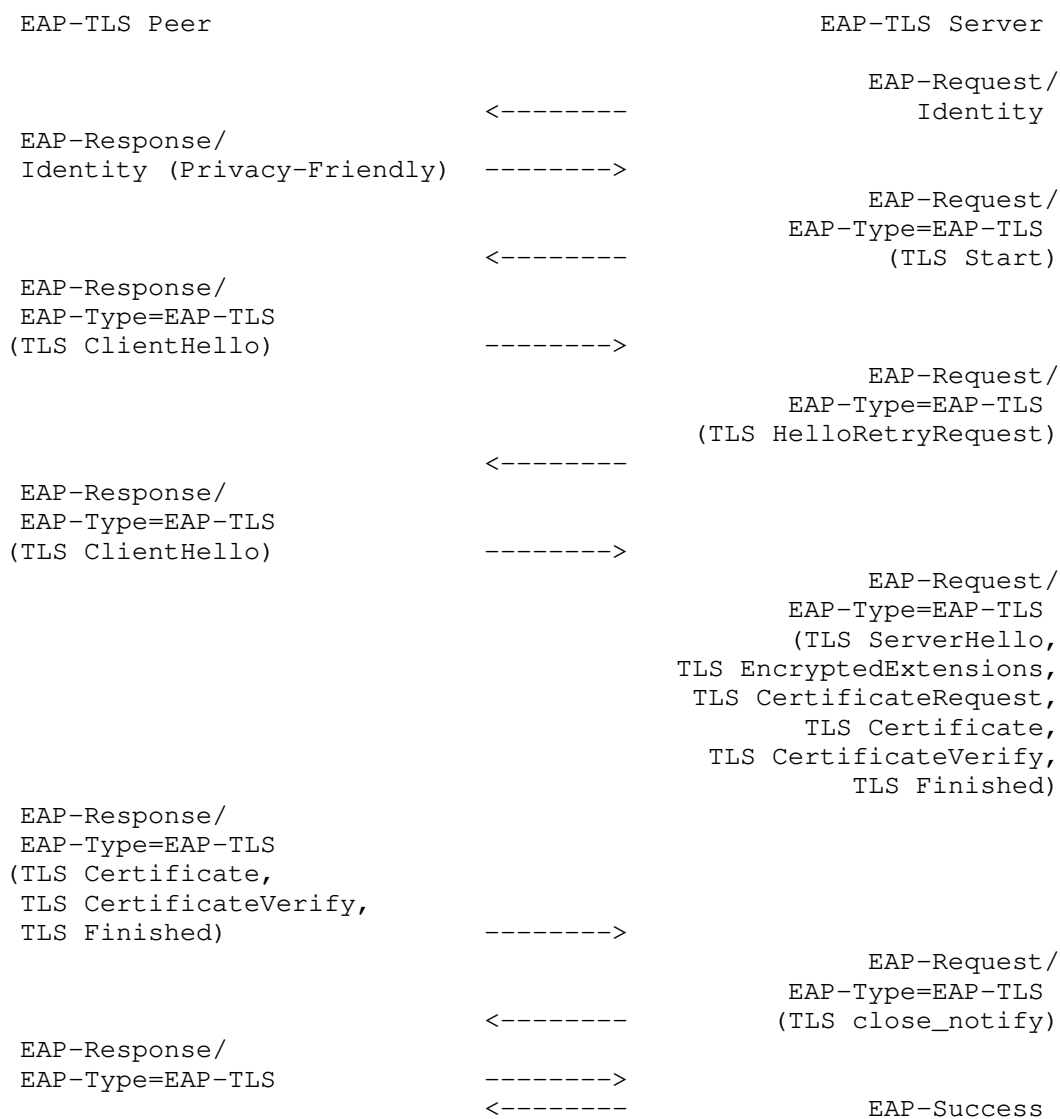 EAP-TLS Peer                                      EAP-TLS Server

                                                    EAP-Request/
                              <--------                 Identity
EAP-Response/
Identity (Privacy-Friendly)   -------->
                                                    EAP-Request/
                                                EAP-Type=EAP-TLS
                              <--------              (TLS Start)
EAP-Response/
EAP-Type=EAP-TLS
(TLS ClientHello)             -------->
                                                    EAP-Request/
                                                EAP-Type=EAP-TLS
                                         (TLS HelloRetryRequest)
                              <--------
EAP-Response/
EAP-Type=EAP-TLS
(TLS ClientHello)             -------->
                                                    EAP-Request/
                                                EAP-Type=EAP-TLS
                                               (TLS ServerHello,
                                        TLS EncryptedExtensions,
                                         TLS CertificateRequest,
                                                TLS Certificate,
                                          TLS CertificateVerify,
                                                   TLS Finished)
EAP-Response/
EAP-Type=EAP-TLS
(TLS Certificate,
TLS CertificateVerify,
TLS Finished)                 -------->
                                                    EAP-Request/
                                                EAP-Type=EAP-TLS
                              <--------       (TLS close_notify)
EAP-Response/
EAP-Type=EAP-TLS              -------->
                              <--------              EAP-Success